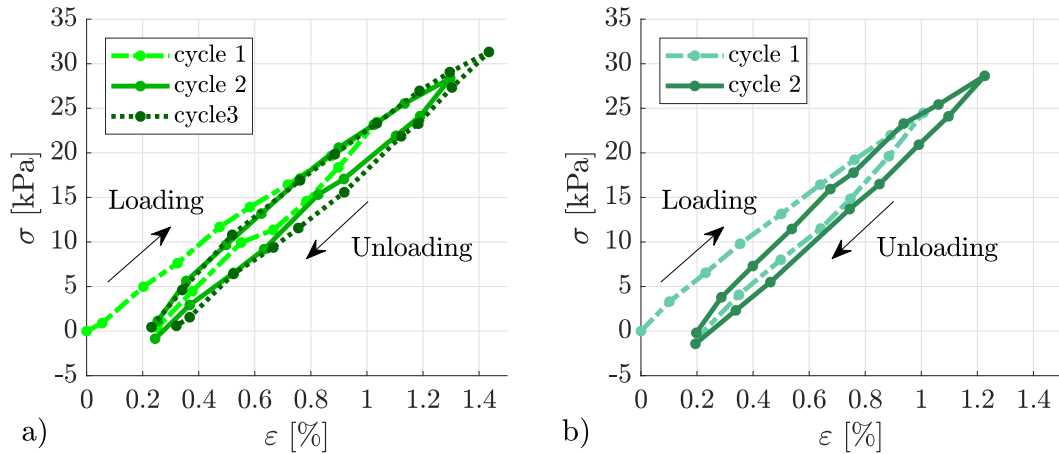 35
30
25
20
15
10
5
0
-5
σ [kPa]
cycle 1
cycle 2
cycle3
Loading
Unloading
0 0.2 0.4 0.6 0.8 1 1.2 1.4
ε [%]
a)
35
30
25
20
15
10
5
0
-5
σ [kPa]
cycle 1
cycle 2
Loading
Unloading
0 0.2 0.4 0.6 0.8 1 1.2 1.4
ε [%]
b)